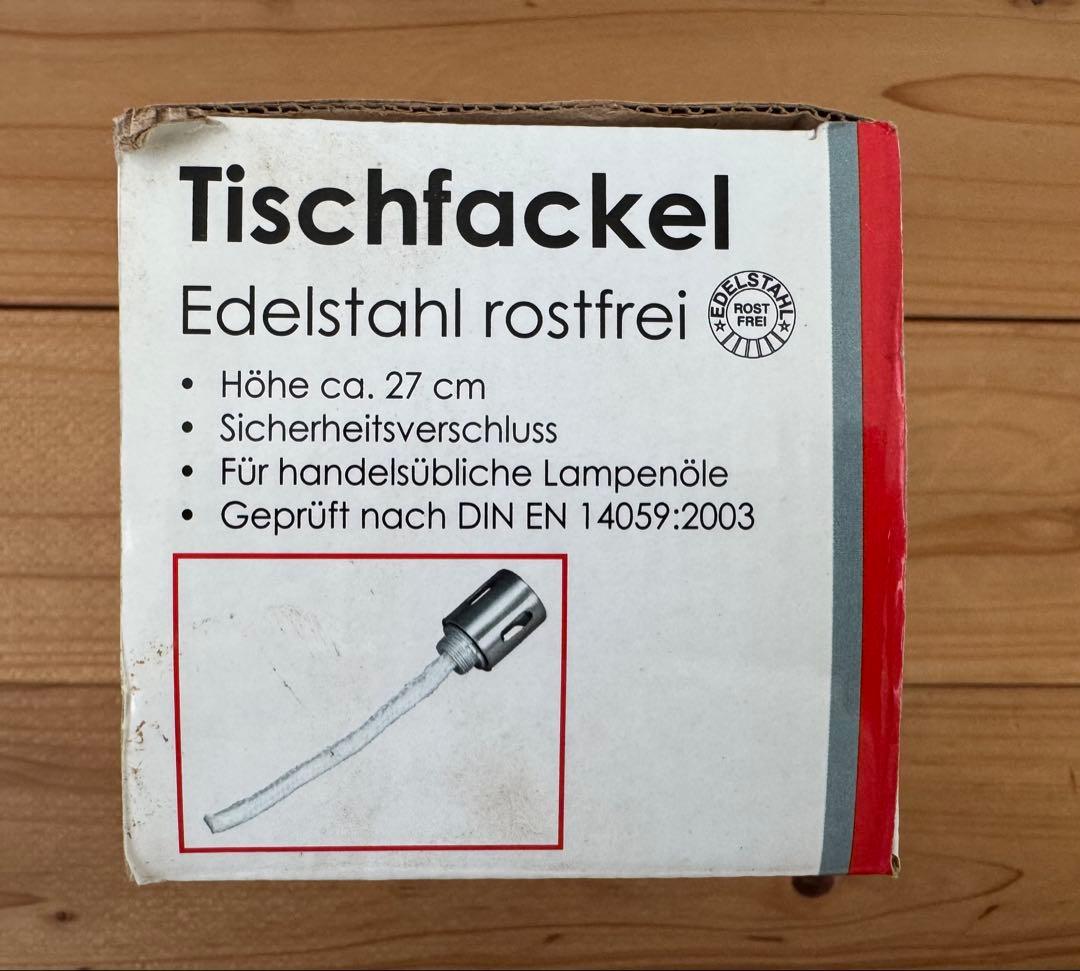 Tischfackel
Edelstahl rostfrei
EDELSTAHL
ROST
FREI
• Höhe ca. 27 cm
• Sicherheitsverschluss
• Für handelsübliche Lampenöle
• Geprüft nach DIN EN 14059:2003